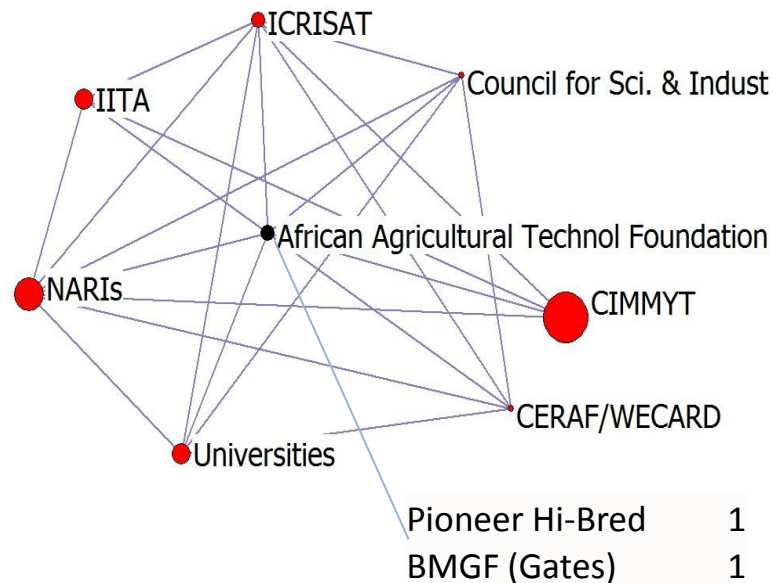 ICRISAT
Council for Sci. & Indust
IITA
African Agricultural Technol Foundation
NARIs
CIMMYT
CERAF/WECARD
Universities
Pioneer Hi-Bred 1
BMGF (Gates) 1